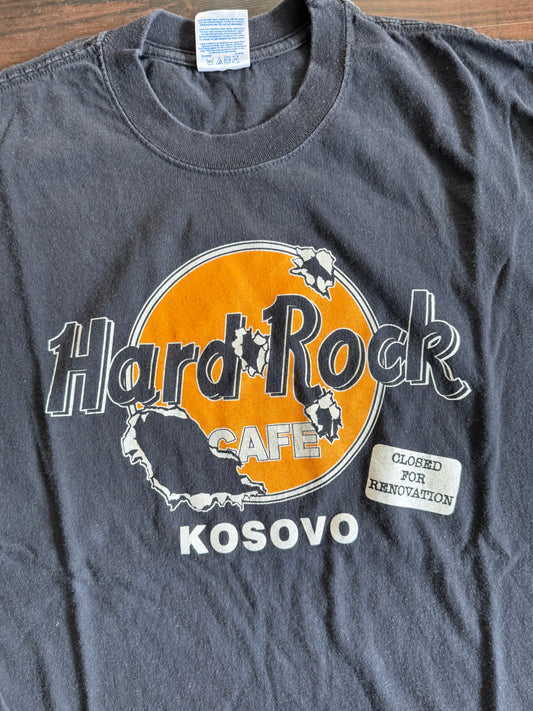 Hard Rock
CAFE
CLOSED
FOR
RENOVATION
KOSOVO